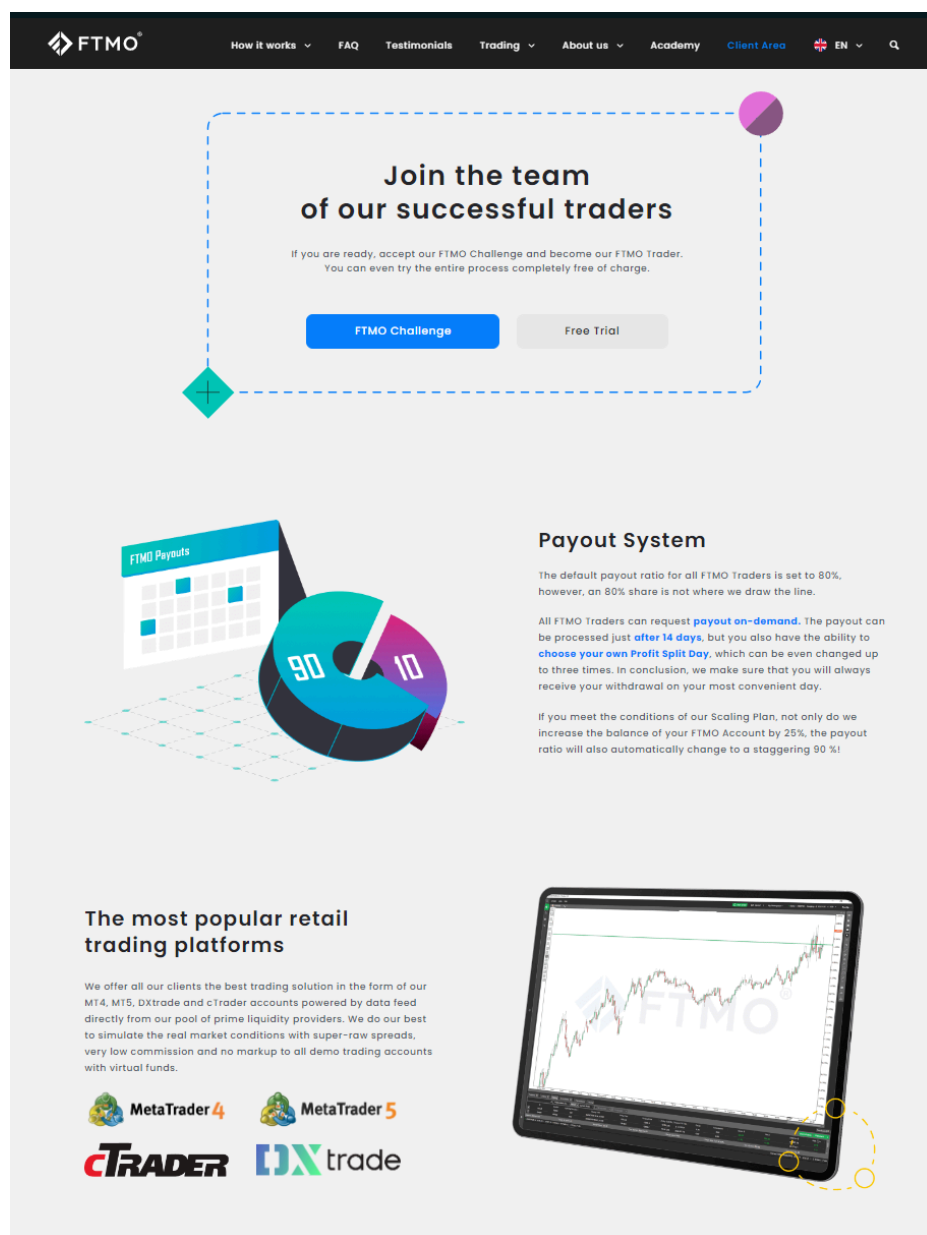 FTMO®
How it works
FAQ
Testimonials
Trading
About us
Academy
Client Area
EN
Join the team
of our successful traders
If you are ready, accept our FTMO Challenge and become our FTMO Trader.
You can even try the entire process completely free of charge.
FTMO Challenge
Free Trial
FTMO Payouts
90
10
Payout System
The default payout ratio for all FTMO Traders is set to 80%,
however, an 80% share is not where we draw the line.
All FTMO Traders can request payout on-demand. The payout can
be processed just after 14 days, but you also have the ability to
choose your own Profit Split Day, which can be even changed up
to three times. In conclusion, we make sure that you will always
receive your withdrawal on your most convenient day.
If you meet the conditions of our Scaling Plan, not only do we
increase the balance of your FTMO Account by 25%, the payout
ratio will also automatically change to a staggering 90 %!
The most popular retail
trading platforms
We offer all our clients the best trading solution in the form of our
MT4, MT5, DXtrade and cTrader accounts powered by data feed
directly from our pool of prime liquidity providers. We do our best
to simulate the real market conditions with super-raw spreads,
very low commission and no markup to all demo trading accounts
with virtual funds.
MetaTrader 4
MetaTrader 5
cTRADER
DXtrade
FTMO®